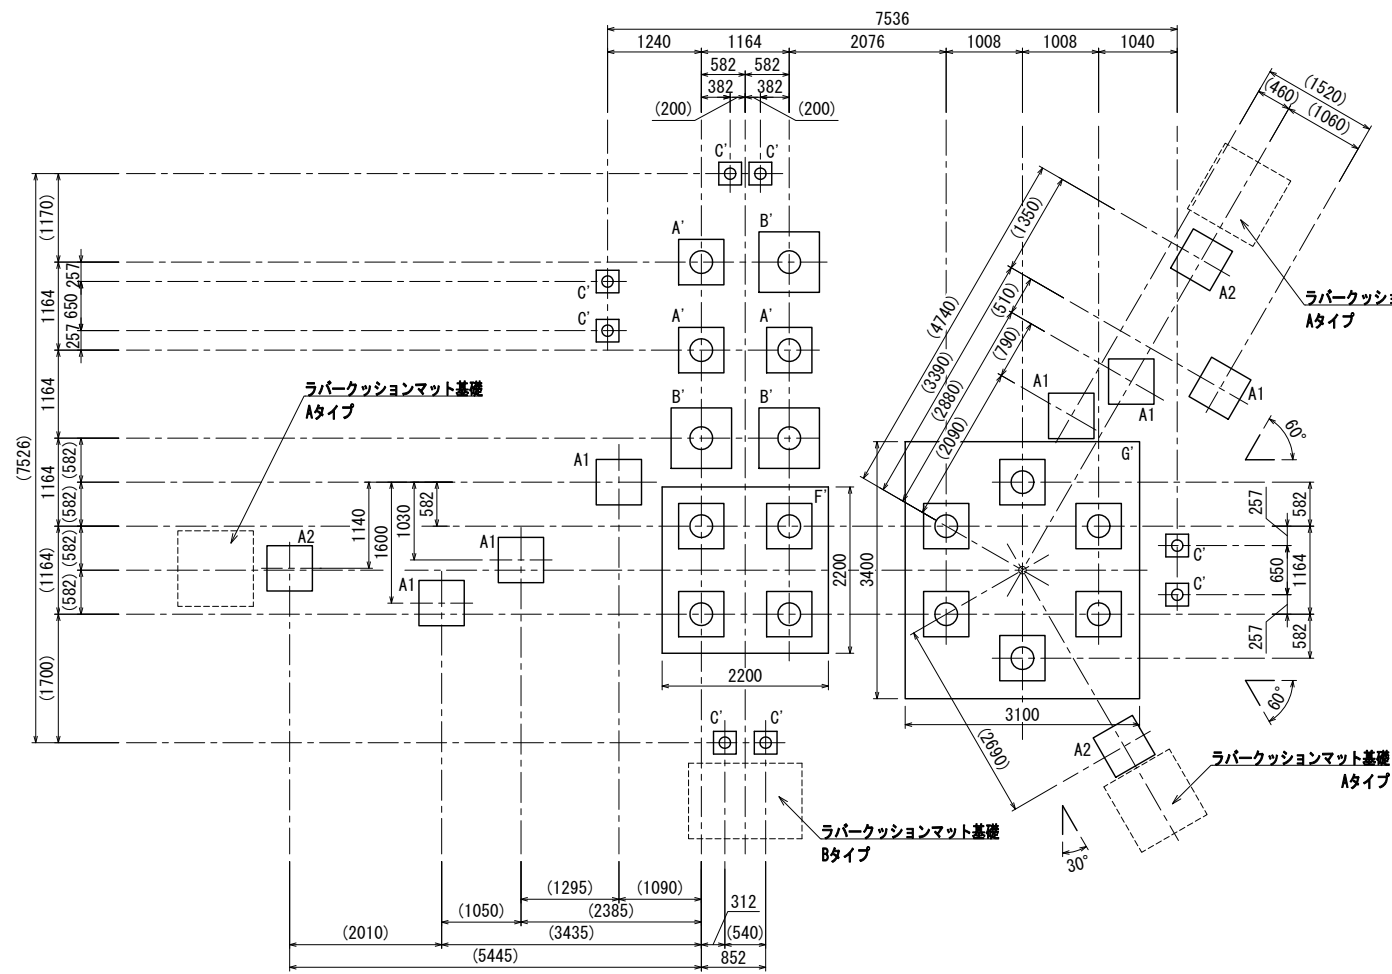 7536
1240
1164
2076
1008
1008
1040
582
582
382
382
(200)
(200)
(1520)
(460)
(1060)
C'
C'
(1170)
257
1164
650
257
1164
1164
(7526)
(582)
(582)
(1164)
(582)
(582)
(1700)
A'
B'
C'
C'
A'
A'
B'
B'
(1350)
(510)
(4740)
(790)
(3390)
(2880)
(2090)
A2
ラバークッショ
Aタイプ
A1
A1
A1
60°
ラバークッションマット基礎
Aタイプ
A1
A2
A1
A1
1140
1600
1030
582
F'
2200
2200
G'
3400
3100
257
582
650
1164
257
582
C'
C'
60°
C'
C'
(2690)
A2
ラバークッションマット基礎
Aタイプ
30°
ラバークッションマット基礎
Bタイプ
(1295)
(1090)
312
(1050)
(2385)
(2010)
(3435)
(540)
(5445)
852